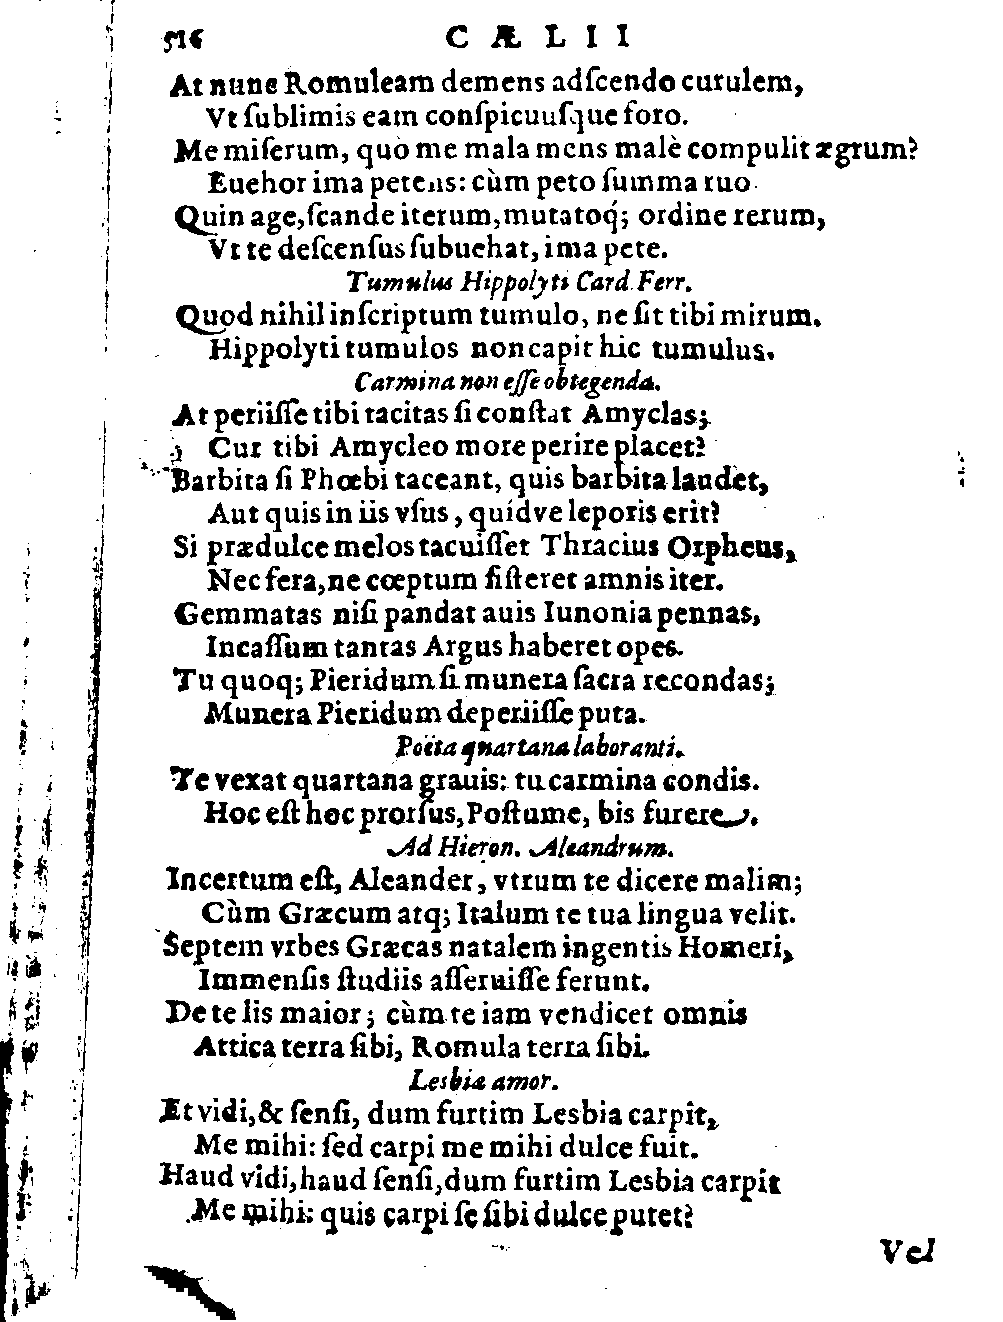 516 CÆLII
At nunc Romuleam demens adſcendo curulem,
Vt ſublimis eam conſpicuuſque foro.
Me miſerum, quò me mala mens malè compulit ægrum?
Euehor ima petens: cùm peto ſumma ruo.
Quin age, ſcande iterum, mutatoq́; ordine rerum,
Vt te deſcenſus ſubuehat, ima pete.
Tumulus Hippolyti Card. Ferr.
Quod nihil inſcriptum tumulo, ne ſit tibi mirum.
Hippolyti tumulos non capit hic tumulus.
Carmina non eſſe obtegenda.
At periiſſe tibi tacitas ſi conſtat Amyclas;
Cur tibi Amycleo more perire placet?
Barbita ſi Phœbi taceant, quis barbita laudet,
Aut quis in iis vſus, quídve leporis erit?
Si prædulce melos tacuiſſet Thracius Orpheus,
Nec fera, ne cœptum ſiſteret amnis iter.
Gemmatas niſi pandat auis Iunonia pennas,
Incaſſum tantas Argus haberet opes.
Tu quoq; Pieridum ſi munera ſacra recondas;
Munera Pieridum deperiiſſe puta.
Poëta quartana laboranti.
Te vexat quartana grauis: tu carmina condis.
Hoc eſt hoc prorſus, Poſtume, bis furere.
Ad Hieron. Aleandrum.
Incertum eſt, Aleander, vtrum te dicere malim;
Cùm Græcum atq; Italum te tua lingua velit.
Septem vrbes Græcas natalem ingentis Homeri,
Immenſis ſtudiis aſſeruiſſe ferunt.
De te lis maior; cùm te iam vendicet omnis
Attica terra ſibi, Romula terra ſibi.
Lesbia amor.
Et vidi, & ſenſi, dum furtim Lesbia carpit,
Me mihi: ſed carpi me mihi dulce fuit.
Haud vidi, haud ſenſi, dum furtim Lesbia carpit
Me mihi: quis carpi ſe ſibi dulce putet?
Vel